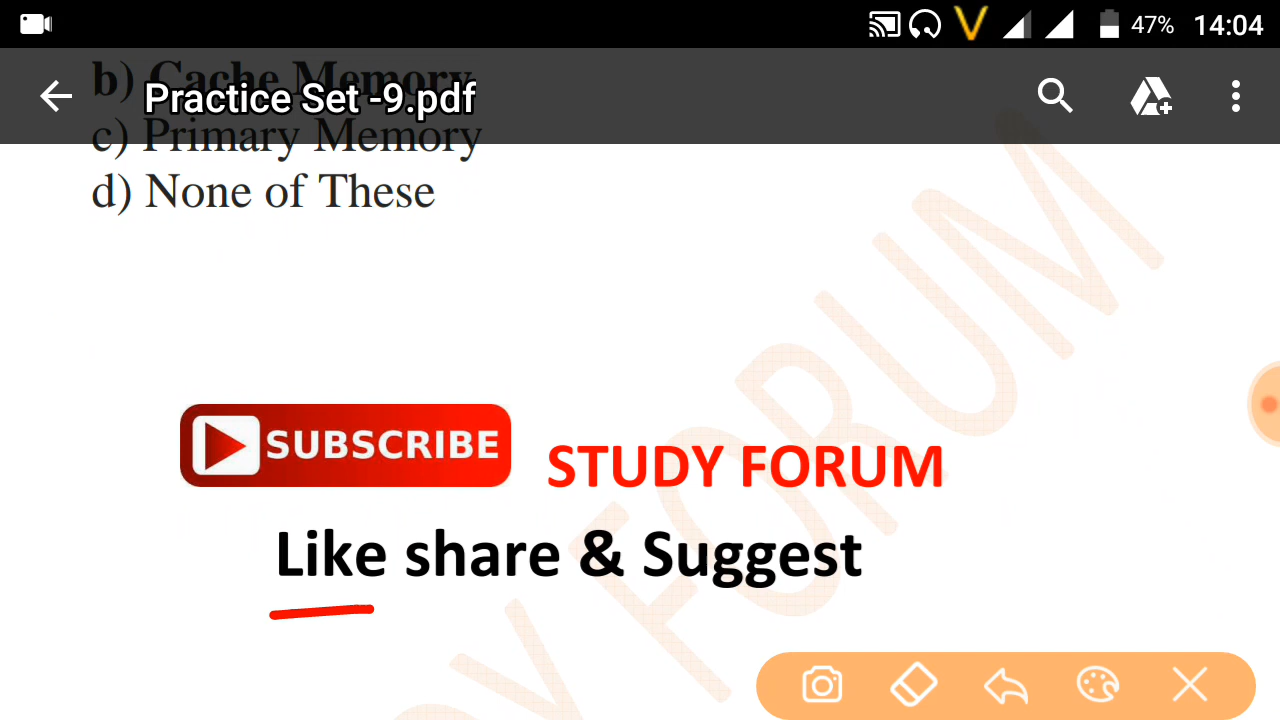 47% 14:04
b) Cache Memory
Practice Set -9.pdf
c) Primary Memory
d) None of These
SUBSCRIBE STUDY FORUM
Like share & Suggest
Y FORUM